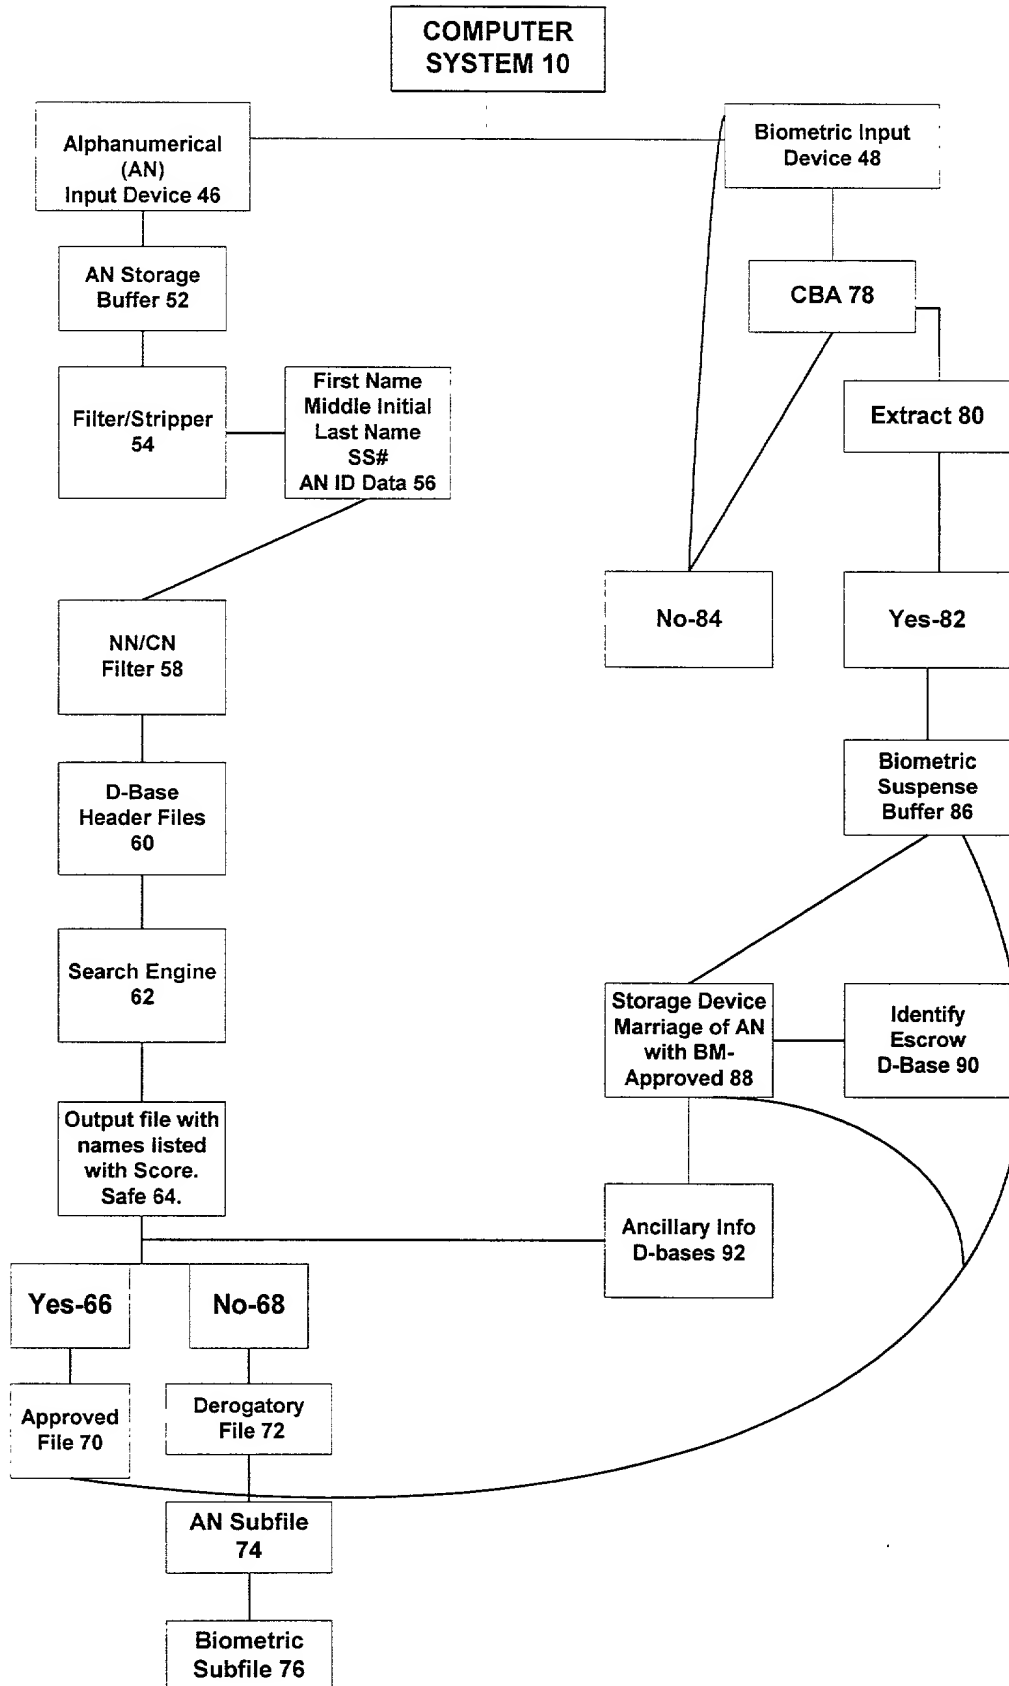 COMPUTER
SYSTEM 10
Alphanumerical
(AN)
Input Device 46
Biometric Input
Device 48
AN Storage
Buffer 52
CBA 78
Filter/Stripper
54
First Name
Middle Initial
Last Name
SS#
AN ID Data 56
Extract 80
NN/CN
Filter 58
No-84
Yes-82
D-Base
Header Files
60
Biometric
Suspense
Buffer 86
Search Engine
62
Storage Device
Marriage of AN
with BM-
Approved 88
Identify
Escrow
D-Base 90
Output file with
names listed
with Score.
Safe 64.
Ancillary Info
D-bases 92
Yes-66
No-68
Approved
File 70
Derogatory
File 72
AN Subfile
74
Biometric
Subfile 76